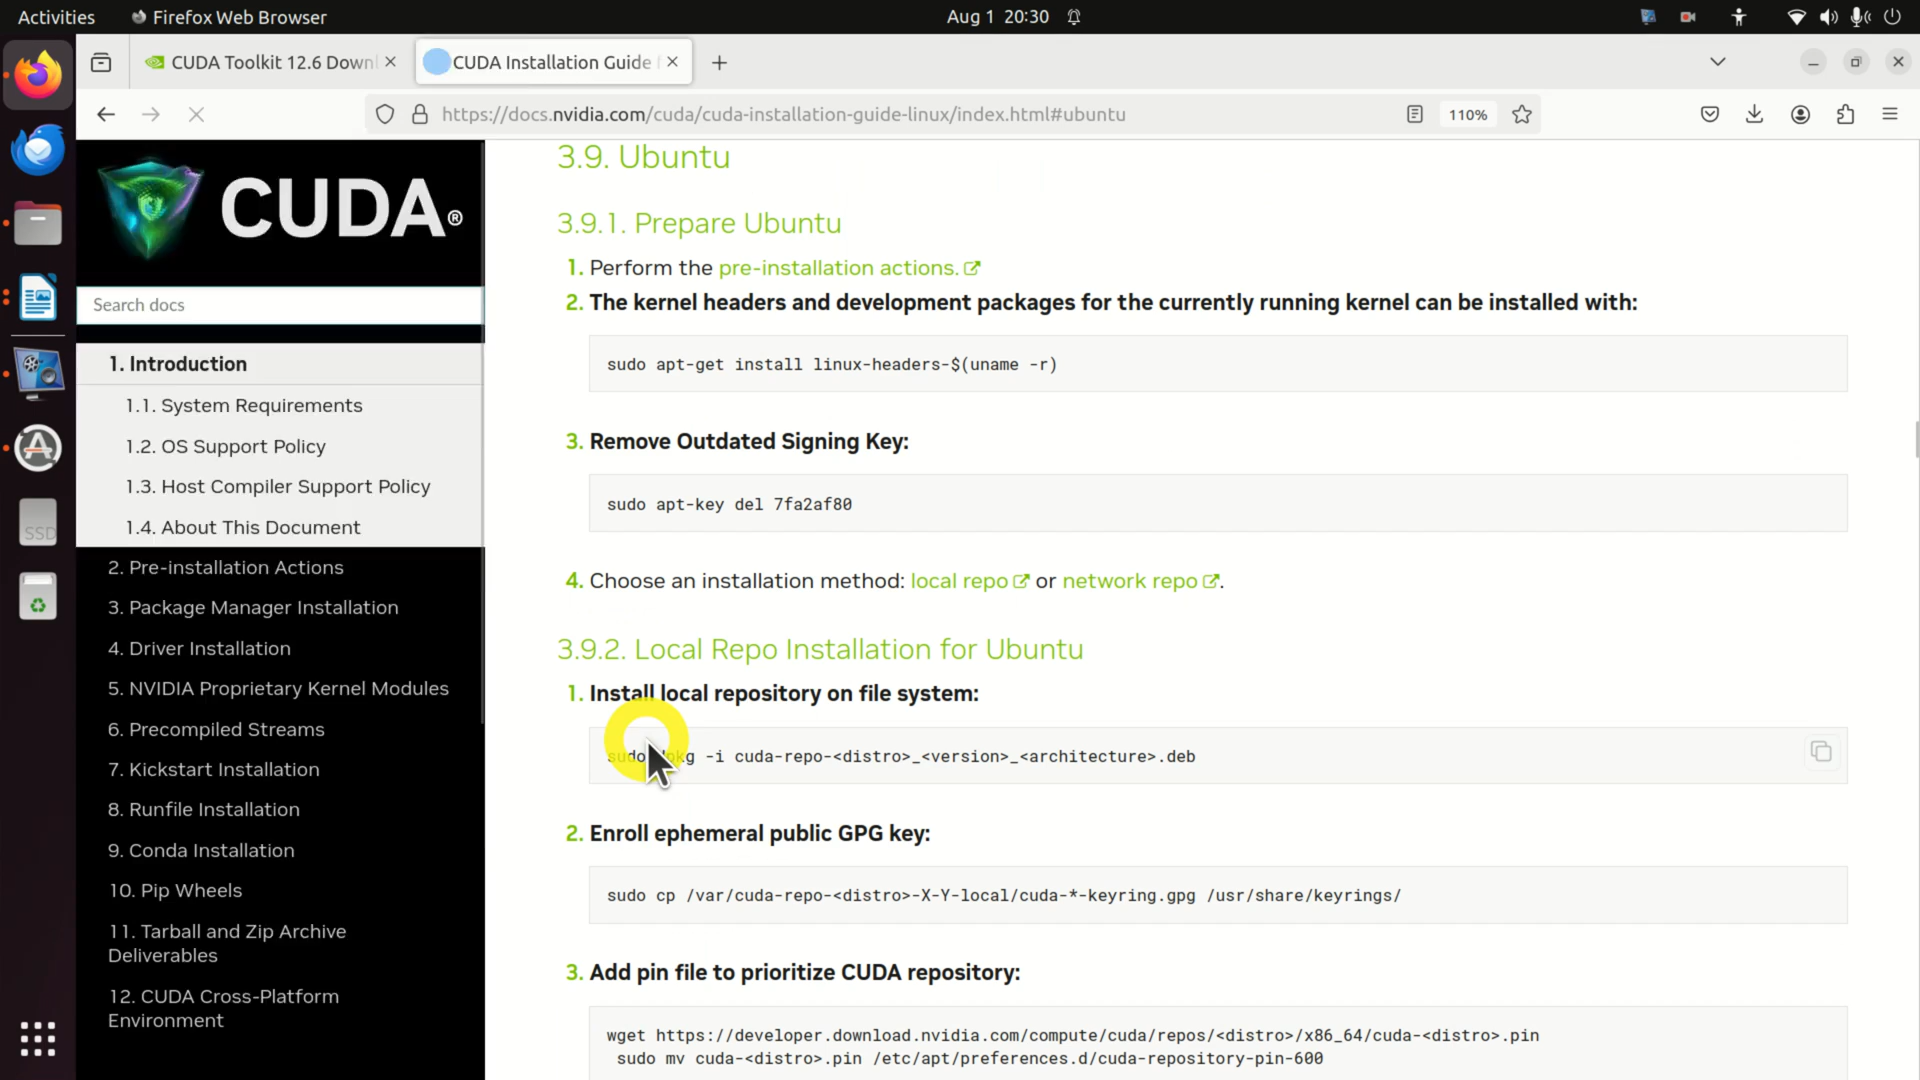 Activities
Firefox Web Browser
Aug 1 20:30
CUDA Toolkit 12.6 Down
CUDA Installation Guide
https://docs.nvidia.com/cuda/cuda-installation-guide-linux/index.html#ubuntu
110%
CUDA®
Search docs
1. Introduction
1.1. System Requirements
1.2. OS Support Policy
1.3. Host Compiler Support Policy
1.4. About This Document
2. Pre-installation Actions
3. Package Manager Installation
4. Driver Installation
5. NVIDIA Proprietary Kernel Modules
6. Precompiled Streams
7. Kickstart Installation
8. Runfile Installation
9. Conda Installation
10. Pip Wheels
11. Tarball and Zip Archive
Deliverables
12. CUDA Cross-Platform
Environment
SSD
3.9. Ubuntu
3.9.1. Prepare Ubuntu
1. Perform the pre-installation actions.
2. The kernel headers and development packages for the currently running kernel can be installed with:
sudo apt-get install linux-headers-$(uname -r)
3. Remove Outdated Signing Key:
sudo apt-key del 7fa2af80
4. Choose an installation method: local repo or network repo.
3.9.2. Local Repo Installation for Ubuntu
1. Install local repository on file system:
sudo dpkg -i cuda-repo-<distro>_<version>_<architecture>.deb
2. Enroll ephemeral public GPG key:
sudo cp /var/cuda-repo-<distro>-X-Y-local/cuda-*-keyring.gpg /usr/share/keyrings/
3. Add pin file to prioritize CUDA repository:
wget https://developer.download.nvidia.com/compute/cuda/repos/<distro>/x86_64/cuda-<distro>.pin
sudo mv cuda-<distro>.pin /etc/apt/preferences.d/cuda-repository-pin-600